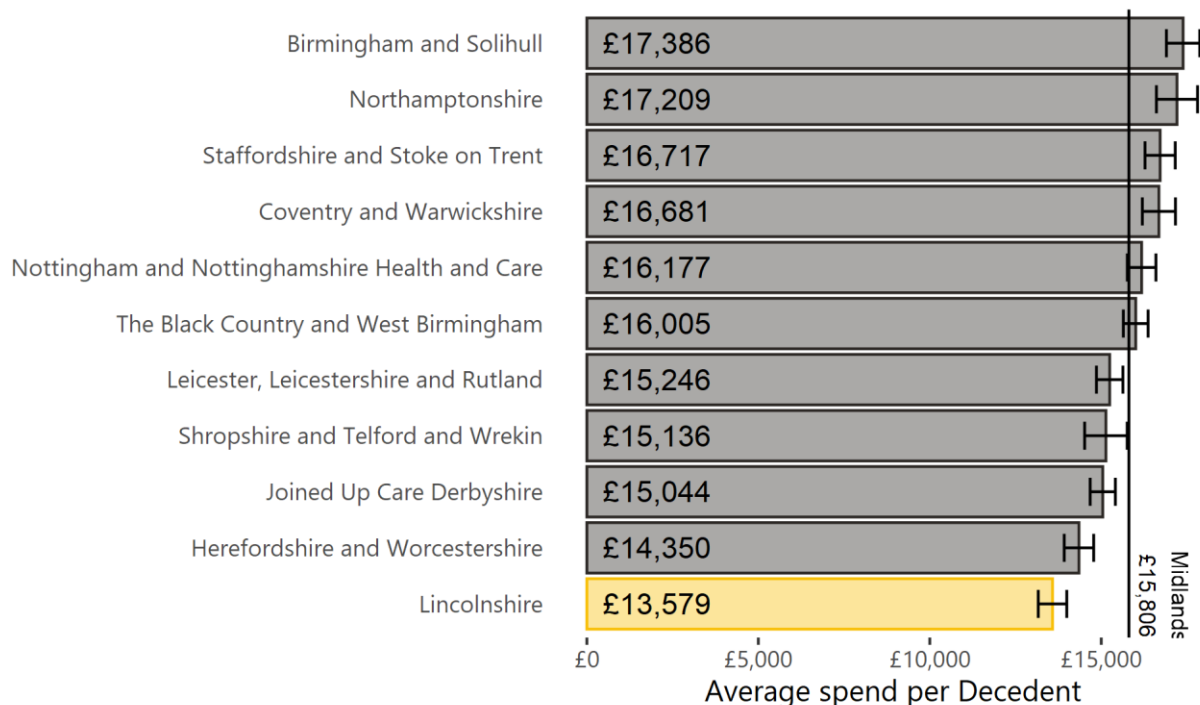 Birmingham and Solihull £17,386
Northamptonshire £17,209
Staffordshire and Stoke on Trent £16,717
Coventry and Warwickshire £16,681
Nottingham and Nottinghamshire Health and Care £16,177
The Black Country and West Birmingham £16,005
Leicester, Leicestershire and Rutland £15,246
Shropshire and Telford and Wrekin £15,136
Joined Up Care Derbyshire £15,044
Herefordshire and Worcestershire £14,350
Lincolnshire £13,579
Midlands
£15,806
£0 £5,000 £10,000 £15,000
Average spend per Decedent